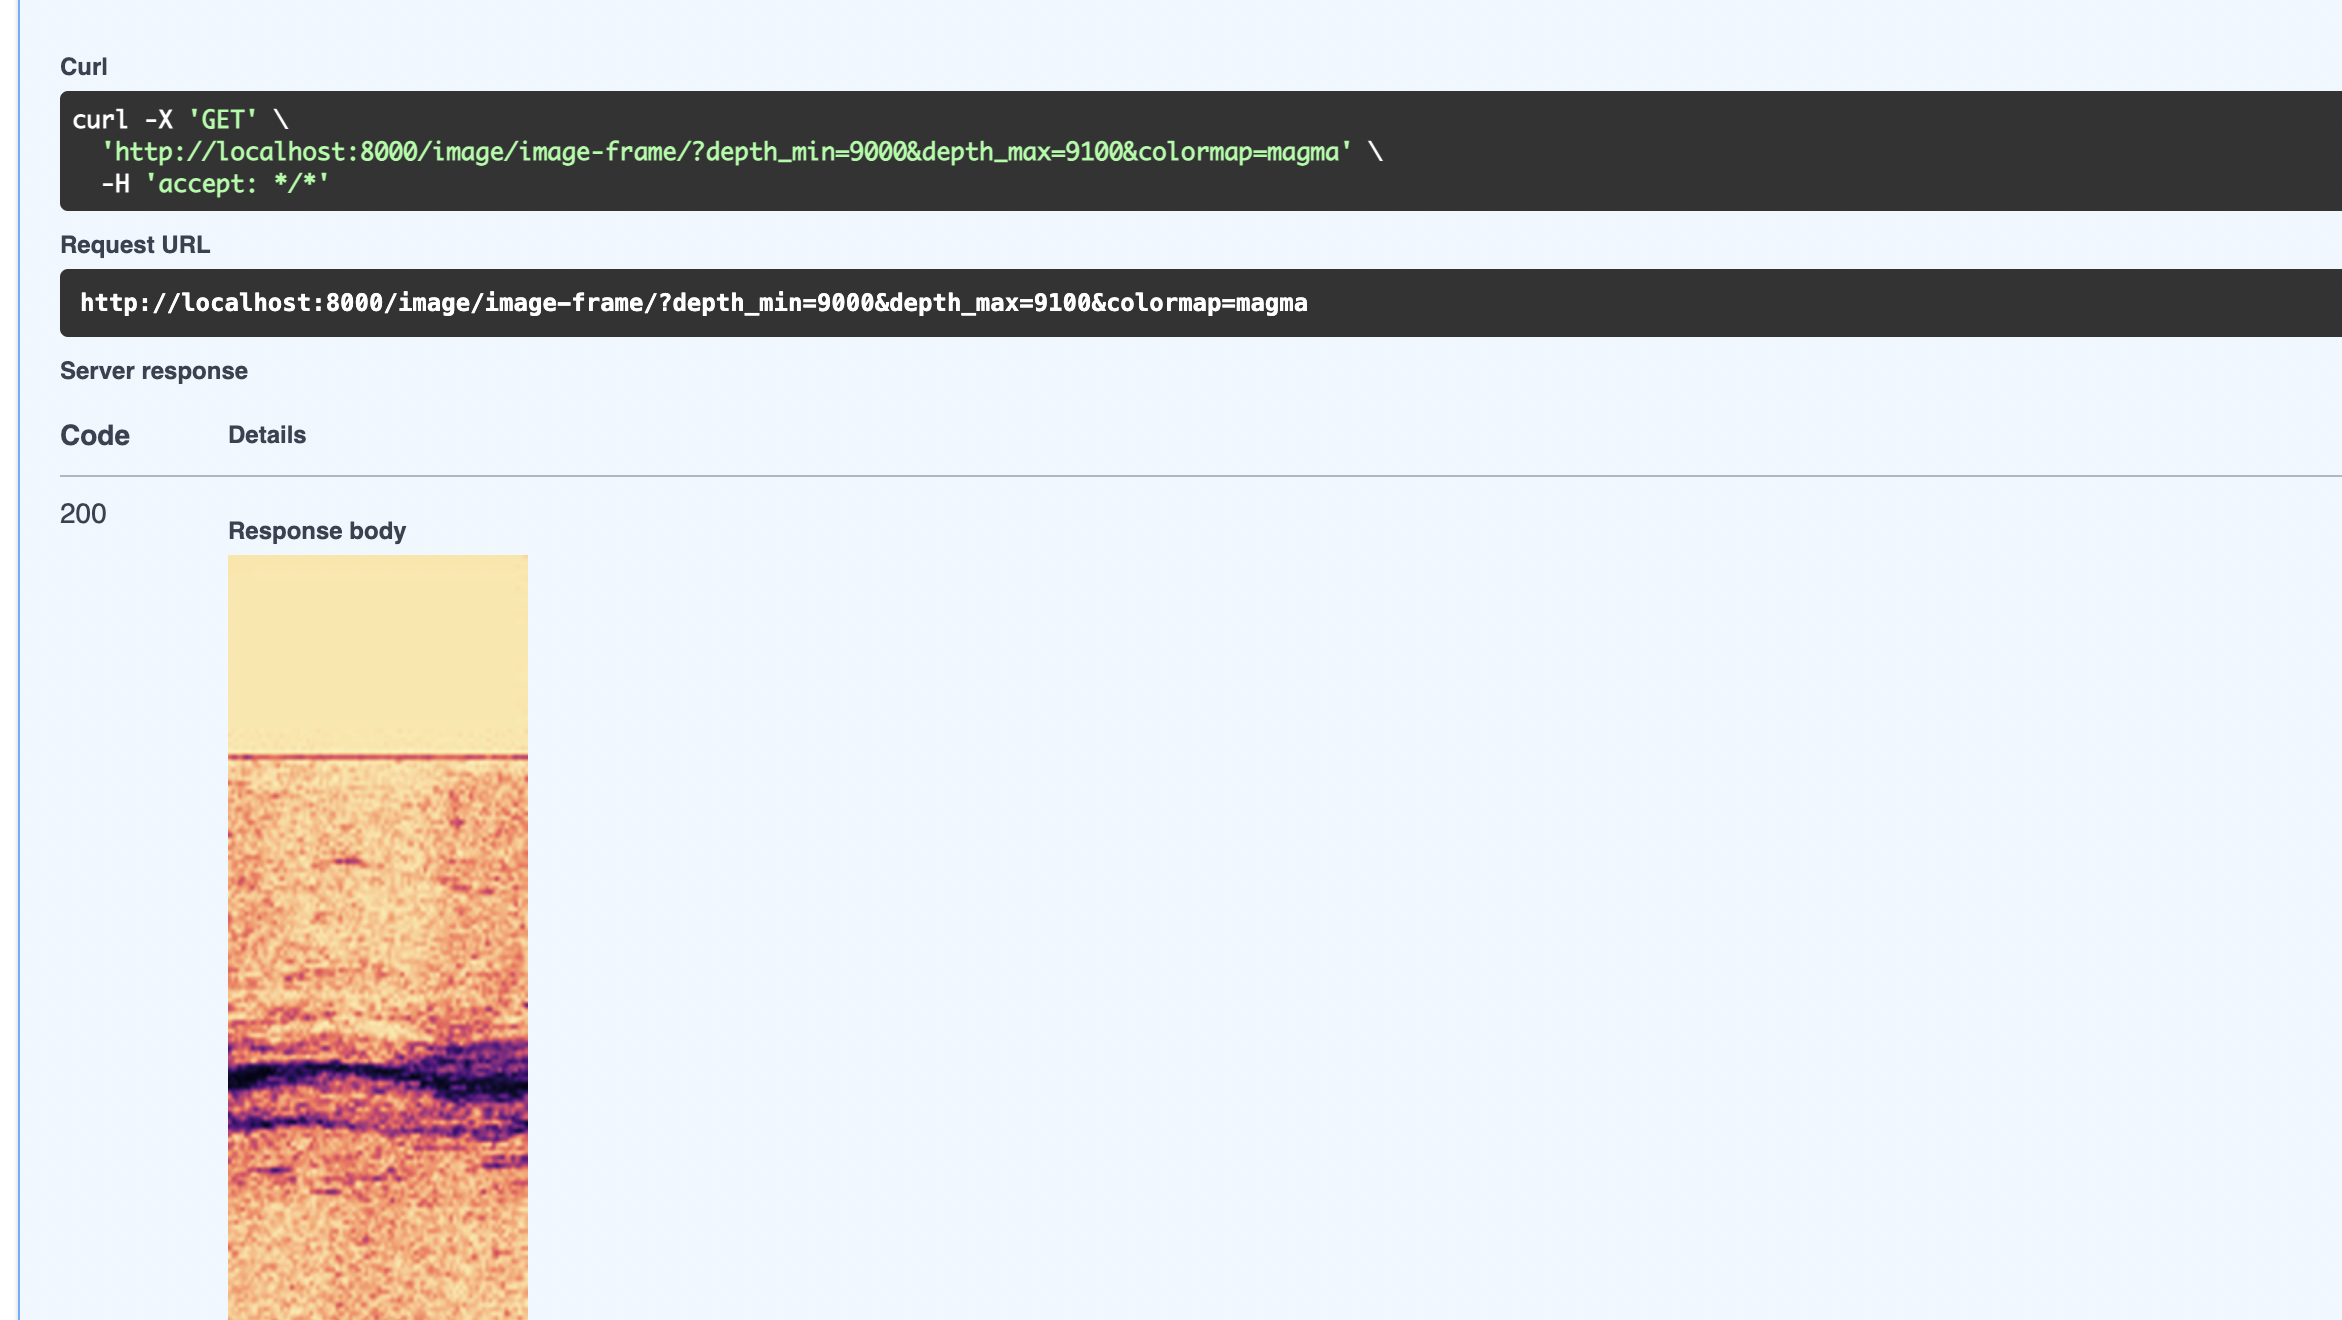 Curl
curl -X 'GET' \
'http://localhost:8000/image/image-frame/?depth_min=9000&depth_max=9100&colormap=magma' \
-H 'accept: */*'
Request URL
http://localhost:8000/image/image-frame/?depth_min=9000&depth_max=9100&colormap=magma
Server response
Code Details
200
Response body